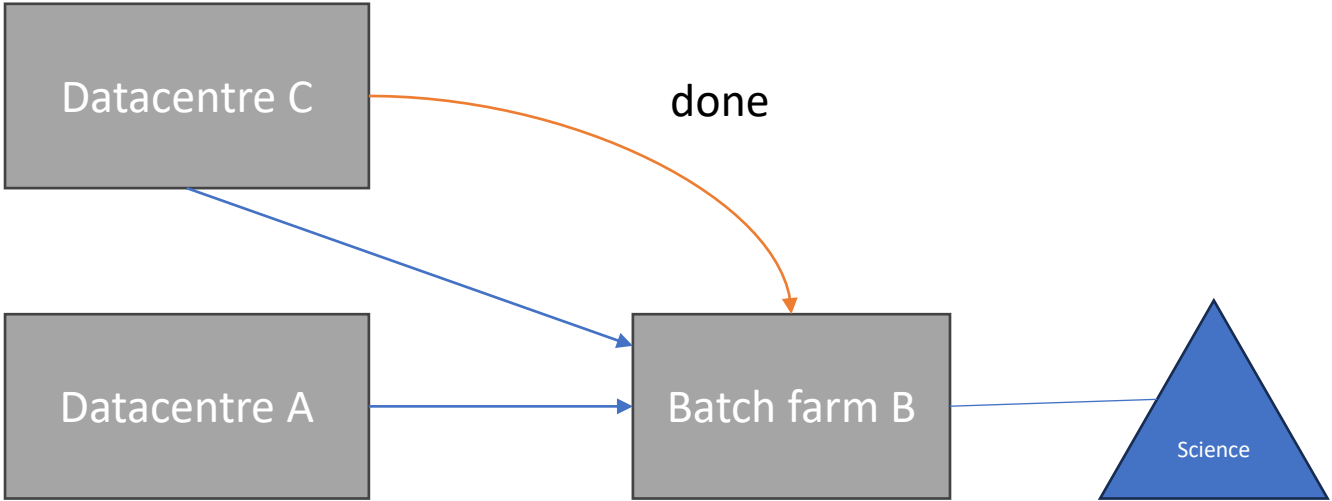 Datacentre C
done
Datacentre A
Batch farm B
Science